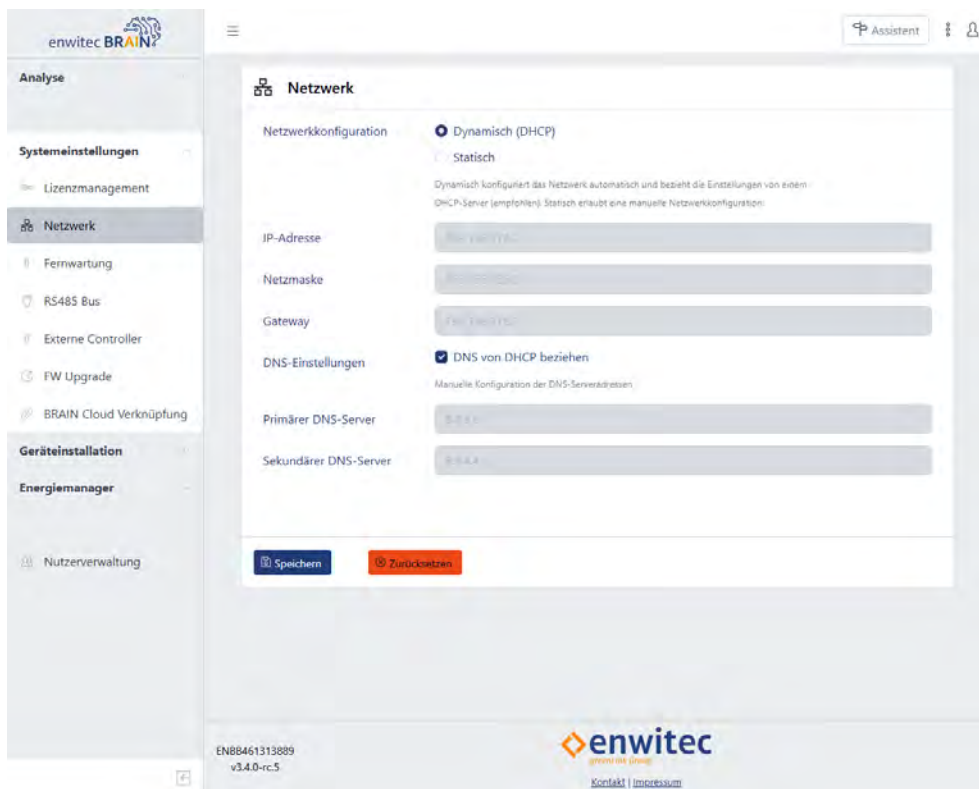 enwitec BRAIN
Assistent
Analyse
Systemeinstellungen
Lizenzmanagement
Netzwerk
Fernwartung
RS485 Bus
Externe Controller
FW Upgrade
BRAIN Cloud Verknüpfung
Geräteinstallation
Energiemanager
Nutzerverwaltung
Netzwerk
Netzwerkkonfiguration
Dynamisch (DHCP)
Statisch
Dynamisch konfiguriert das Netzwerk automatisch und bezieht die Einstellungen von einem
DHCP-Server (empfohlen). Statisch erlaubt eine manuelle Netzwerkkonfiguration.
IP-Adresse
Netzmaske
Gateway
DNS-Einstellungen
DNS von DHCP beziehen
Manuelle Konfiguration der DNS-Serveradressen
Primärer DNS-Server
Sekundärer DNS-Server
Speichern
Zurücksetzen
ENBB461313889
v3.4.0-rc.5
enwitec
Kontakt | Impressum